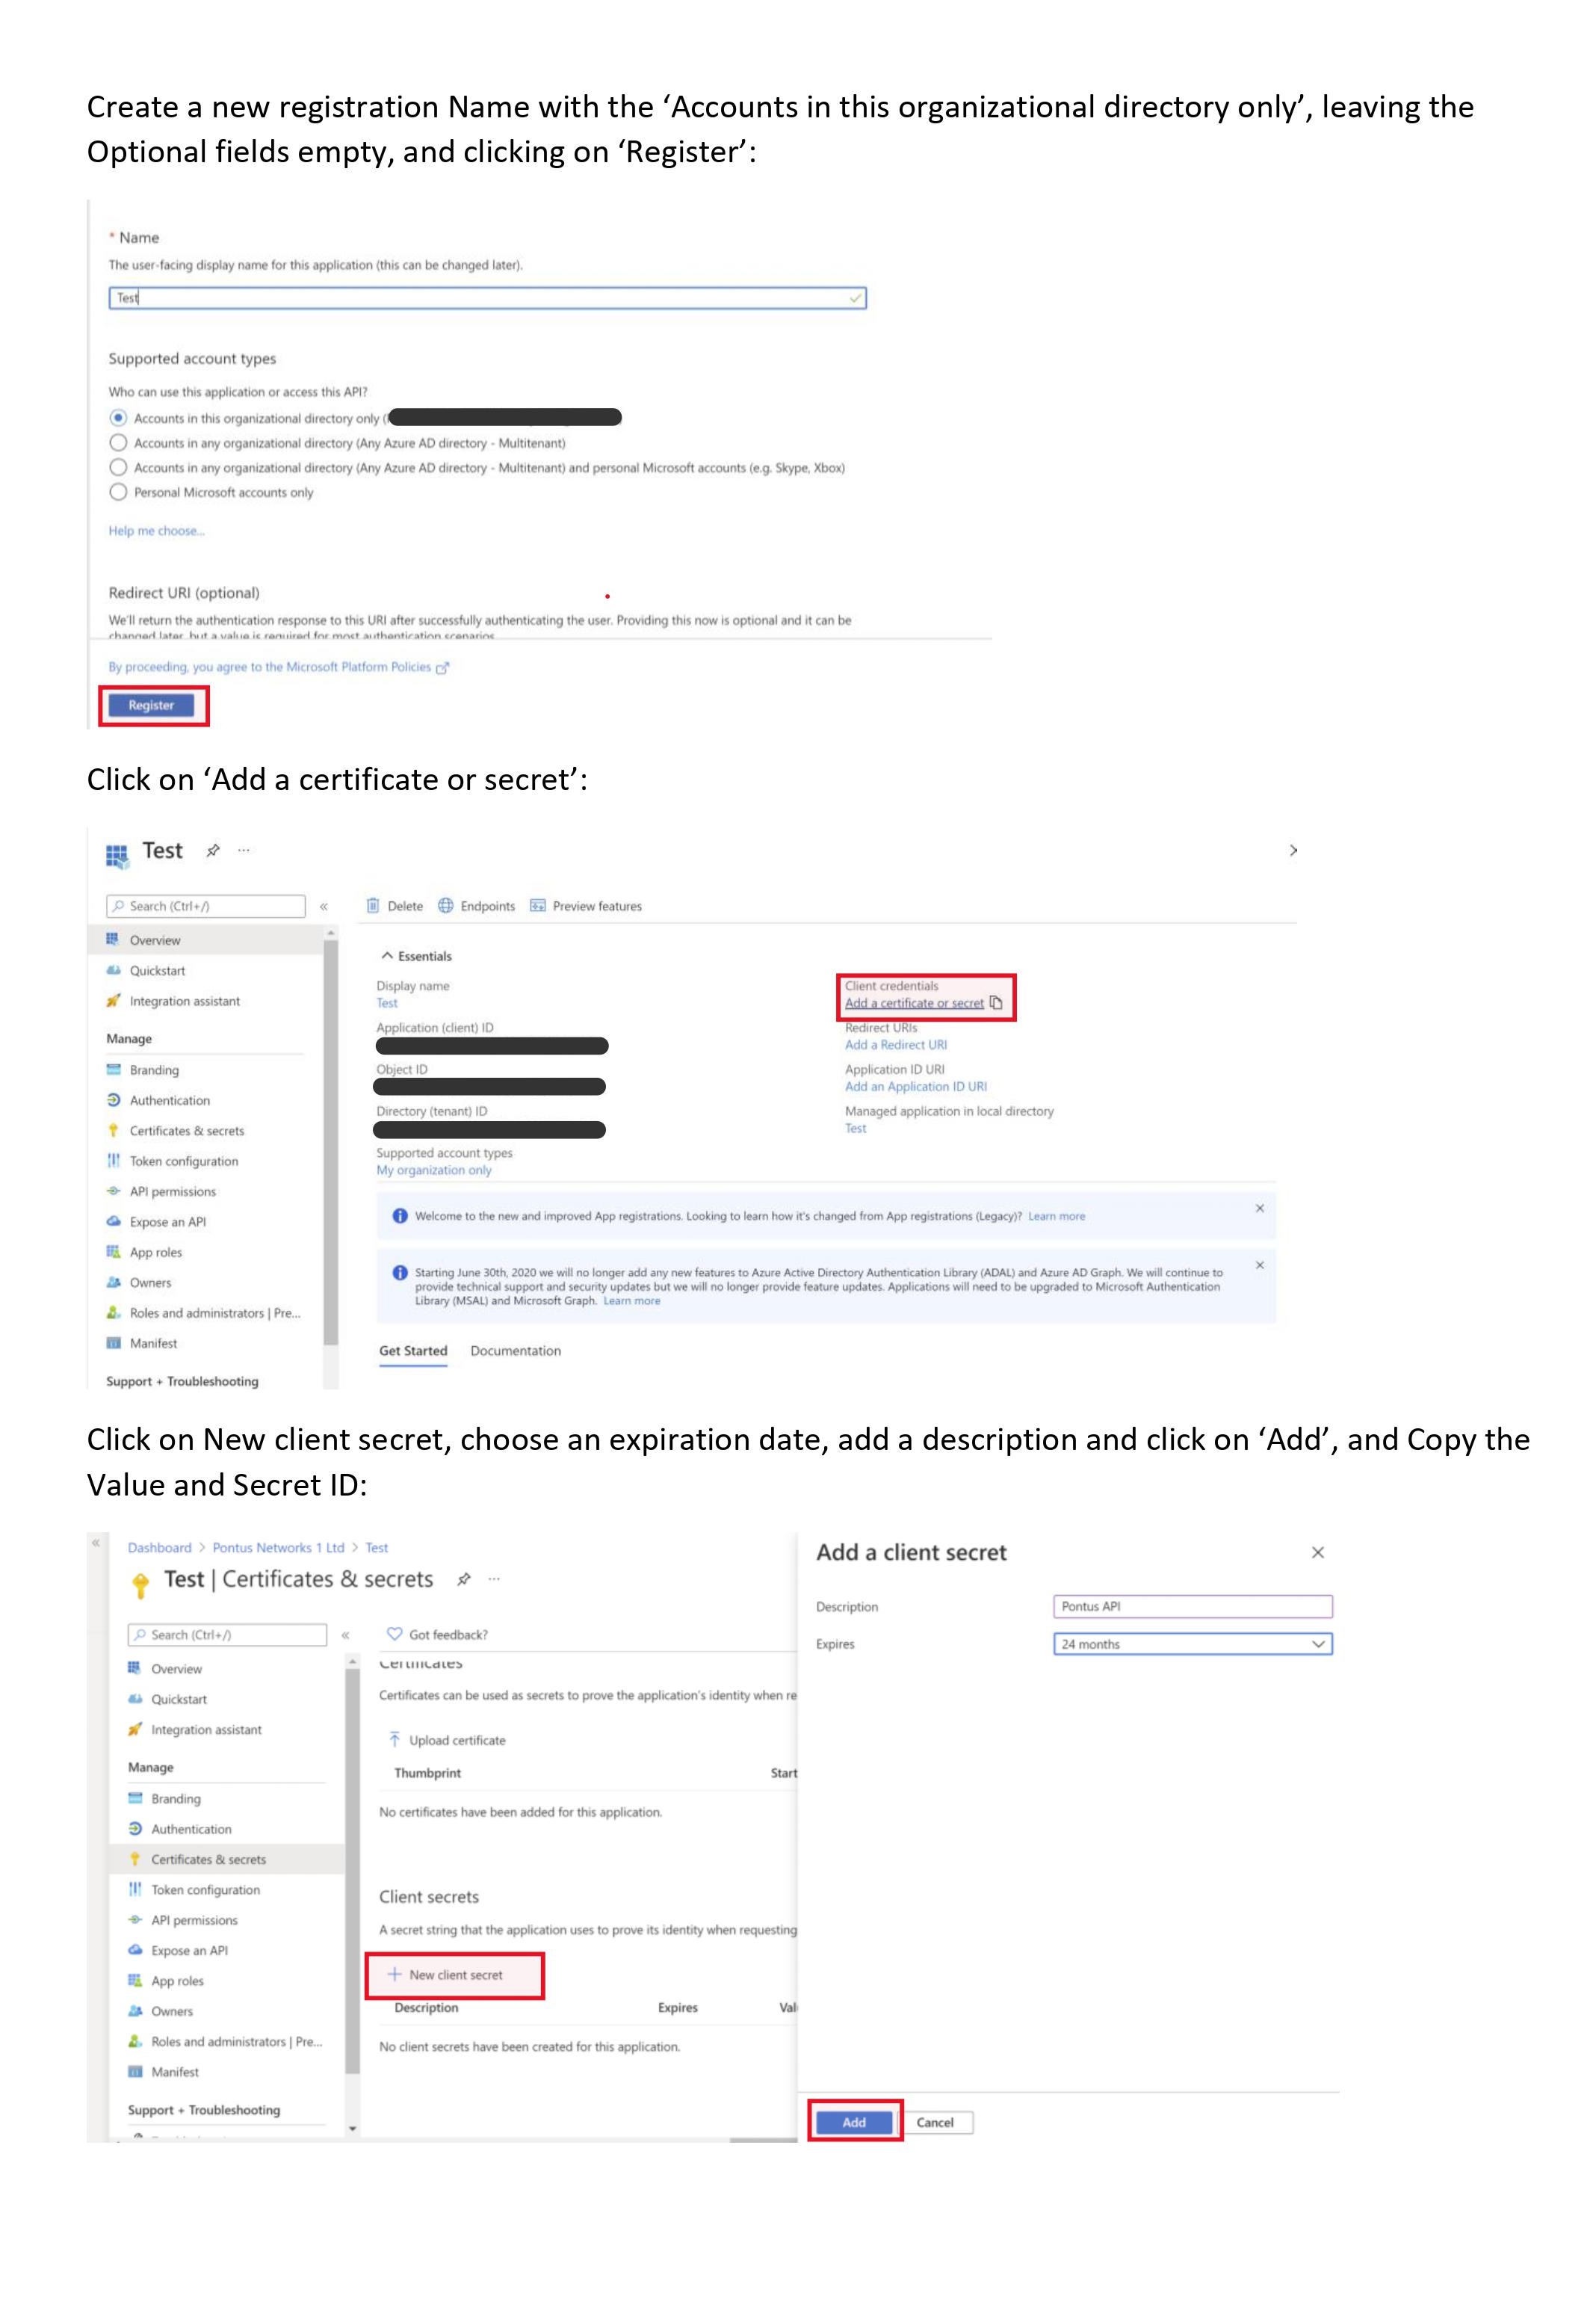 Create a new registration Name with the ‘Accounts in this organizational directory only’, leaving the
Optional fields empty, and clicking on ‘Register’:
* Name
The user-facing display name for this application (this can be changed later).
Test
Supported account types
Who can use this application or access this API?
Accounts in this organizational directory only (
Accounts in any organizational directory (Any Azure AD directory - Multitenant)
Accounts in any organizational directory (Any Azure AD directory - Multitenant) and personal Microsoft accounts (e.g. Skype, Xbox)
Personal Microsoft accounts only
Help me choose...
Redirect URI (optional)
We'll return the authentication response to this URI after successfully authenticating the user. Providing this now is optional and it can be
changed later, but a value is required for most authentication scenarios.
By proceeding, you agree to the Microsoft Platform Policies
Register
Click on ‘Add a certificate or secret’:
Test ...
Search (Ctrl+/) «
Delete Endpoints Preview features
Overview
Quickstart
Integration assistant
Manage
Branding
Authentication
Certificates & secrets
Token configuration
API permissions
Expose an API
App roles
Owners
Roles and administrators | Pre...
Manifest
Support + Troubleshooting
Essentials
Display name
Test
Application (client) ID
Object ID
Directory (tenant) ID
Supported account types
My organization only
Client credentials
Add a certificate or secret
Redirect URIs
Add a Redirect URI
Application ID URI
Add an Application ID URI
Managed application in local directory
Test
Welcome to the new and improved App registrations. Looking to learn how it's changed from App registrations (Legacy)? Learn more
Starting June 30th, 2020 we will no longer add any new features to Azure Active Directory Authentication Library (ADAL) and Azure AD Graph. We will continue to
provide technical support and security updates but we will no longer provide feature updates. Applications will need to be upgraded to Microsoft Authentication
Library (MSAL) and Microsoft Graph. Learn more
Get Started Documentation
Click on New client secret, choose an expiration date, add a description and click on ‘Add’, and Copy the
Value and Secret ID:
« Dashboard > Pontus Networks 1 Ltd > Test
Test | Certificates & secrets ...
Search (Ctrl+/) «
Overview
Quickstart
Integration assistant
Manage
Branding
Authentication
Certificates & secrets
Token configuration
API permissions
Expose an API
App roles
Owners
Roles and administrators | Pre...
Manifest
Support + Troubleshooting
Got feedback?
Certificates
Certificates can be used as secrets to prove the application's identity when re
Upload certificate
Thumbprint Start
No certificates have been added for this application.
Client secrets
A secret string that the application uses to prove its identity when requesting
New client secret
Description Expires Val
No client secrets have been created for this application.
Add a client secret
Description Pontus API
Expires 24 months
Add Cancel